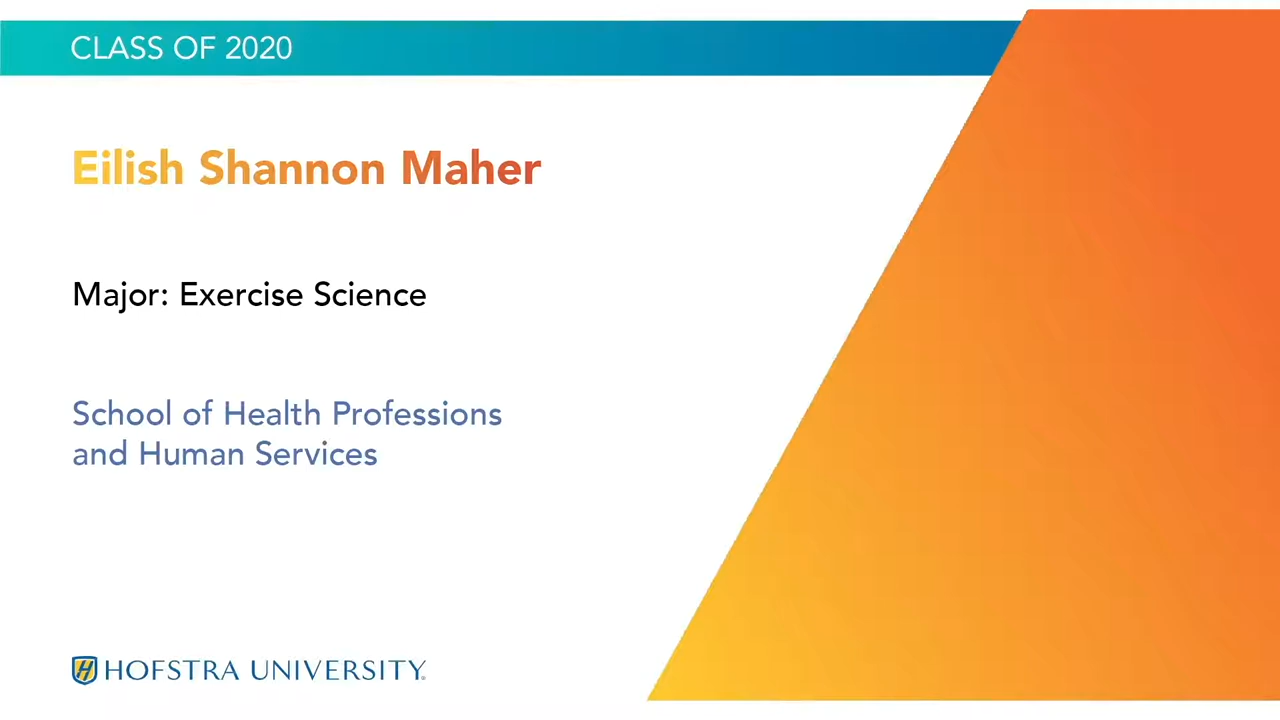 CLASS OF 2020
Eilish Shannon Maher
Major: Exercise Science
School of Health Professions
and Human Services
H HOFSTRA UNIVERSITY®